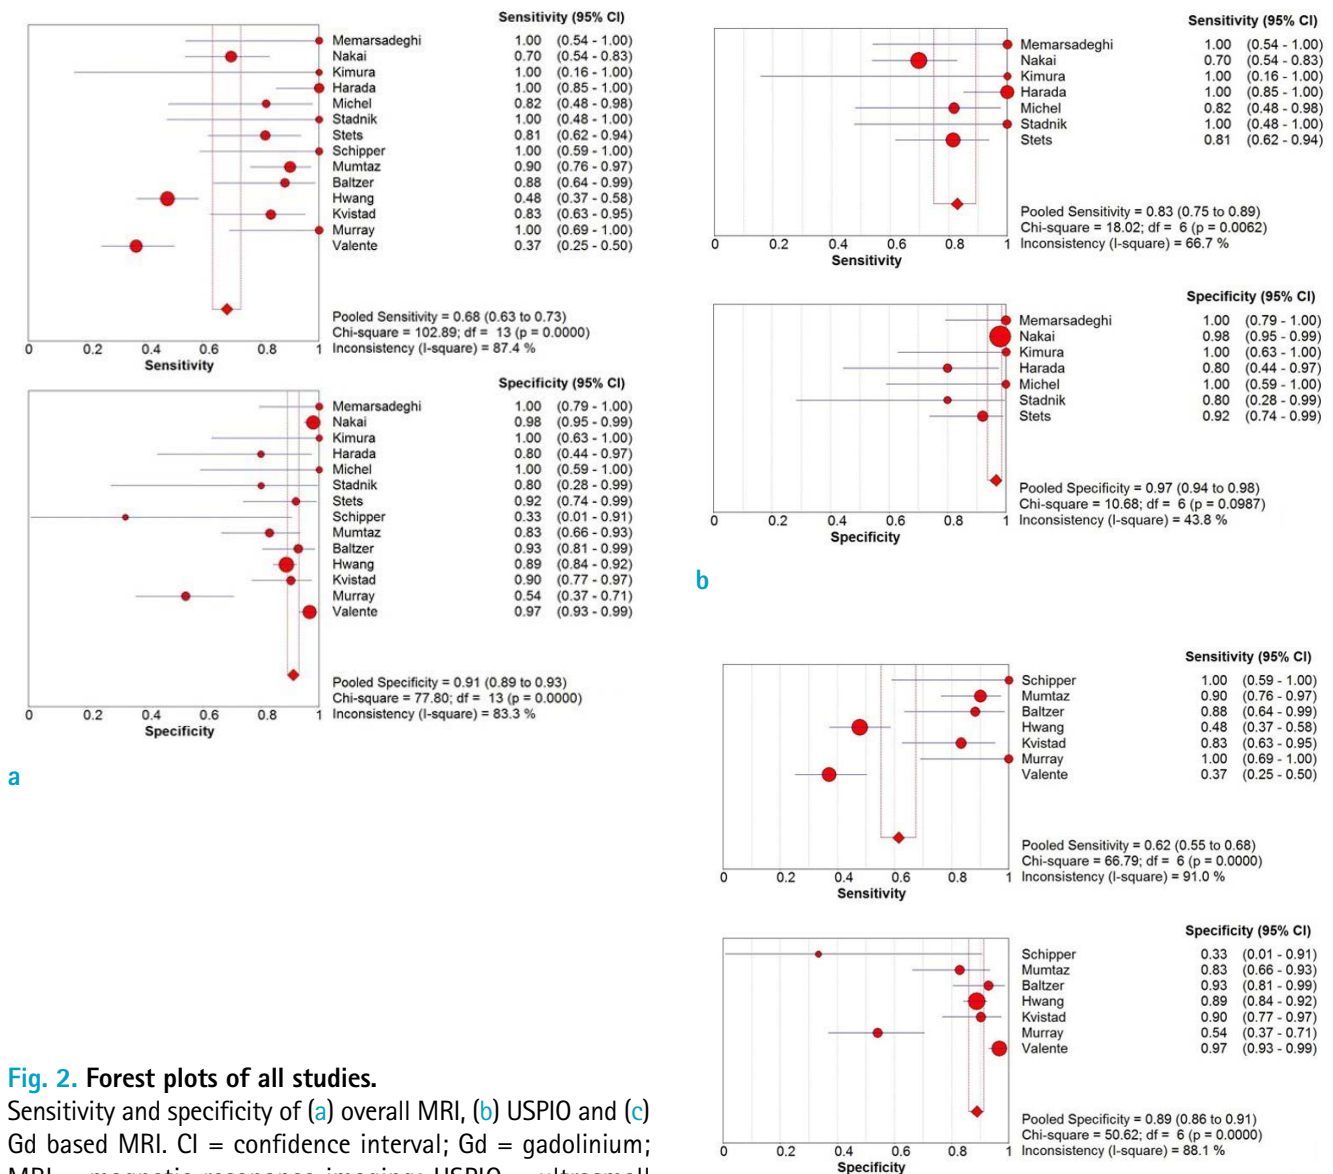 Sensitivity (95% CI)
Memarsadeghi 1.00 (0.54 - 1.00)
Nakai 0.70 (0.54 - 0.83)
Kimura 1.00 (0.16 - 1.00)
Harada 1.00 (0.85 - 1.00)
Michel 0.82 (0.48 - 0.98)
Stadnik 1.00 (0.48 - 1.00)
Stets 0.81 (0.62 - 0.94)
Schipper 1.00 (0.59 - 1.00)
Mumtaz 0.90 (0.76 - 0.97)
Baltzer 0.88 (0.64 - 0.99)
Hwang 0.48 (0.37 - 0.58)
Kvistad 0.83 (0.63 - 0.95)
Murray 1.00 (0.69 - 1.00)
Valente 0.37 (0.25 - 0.50)
Pooled Sensitivity = 0.68 (0.63 to 0.73)
Chi-square = 102.89; df = 13 (p = 0.0000)
Inconsistency (I-square) = 87.4 %
0 0.2 0.4 0.6 0.8 1
Sensitivity
Specificity (95% CI)
Memarsadeghi 1.00 (0.79 - 1.00)
Nakai 0.98 (0.95 - 0.99)
Kimura 1.00 (0.63 - 1.00)
Harada 0.80 (0.44 - 0.97)
Michel 1.00 (0.59 - 1.00)
Stadnik 0.80 (0.28 - 0.99)
Stets 0.92 (0.74 - 0.99)
Schipper 0.33 (0.01 - 0.91)
Mumtaz 0.83 (0.66 - 0.93)
Baltzer 0.93 (0.81 - 0.99)
Hwang 0.89 (0.84 - 0.92)
Kvistad 0.90 (0.77 - 0.97)
Murray 0.54 (0.37 - 0.71)
Valente 0.97 (0.93 - 0.99)
Pooled Specificity = 0.91 (0.89 to 0.93)
Chi-square = 77.80; df = 13 (p = 0.0000)
Inconsistency (I-square) = 83.3 %
0 0.2 0.4 0.6 0.8 1
Specificity
a
Sensitivity (95% CI)
Memarsadeghi 1.00 (0.54 - 1.00)
Nakai 0.70 (0.54 - 0.83)
Kimura 1.00 (0.16 - 1.00)
Harada 1.00 (0.85 - 1.00)
Michel 0.82 (0.48 - 0.98)
Stadnik 1.00 (0.48 - 1.00)
Stets 0.81 (0.62 - 0.94)
Pooled Sensitivity = 0.83 (0.75 to 0.89)
Chi-square = 18.02; df = 6 (p = 0.0062)
Inconsistency (I-square) = 66.7 %
0 0.2 0.4 0.6 0.8 1
Sensitivity
Specificity (95% CI)
Memarsadeghi 1.00 (0.79 - 1.00)
Nakai 0.98 (0.95 - 0.99)
Kimura 1.00 (0.63 - 1.00)
Harada 0.80 (0.44 - 0.97)
Michel 1.00 (0.59 - 1.00)
Stadnik 0.80 (0.28 - 0.99)
Stets 0.92 (0.74 - 0.99)
Pooled Specificity = 0.97 (0.94 to 0.98)
Chi-square = 10.68; df = 6 (p = 0.0987)
Inconsistency (I-square) = 43.8 %
0 0.2 0.4 0.6 0.8 1
Specificity
b
Sensitivity (95% CI)
Schipper 1.00 (0.59 - 1.00)
Mumtaz 0.90 (0.76 - 0.97)
Baltzer 0.88 (0.64 - 0.99)
Hwang 0.48 (0.37 - 0.58)
Kvistad 0.83 (0.63 - 0.95)
Murray 1.00 (0.69 - 1.00)
Valente 0.37 (0.25 - 0.50)
Pooled Sensitivity = 0.62 (0.55 to 0.68)
Chi-square = 66.79; df = 6 (p = 0.0000)
Inconsistency (I-square) = 91.0 %
0 0.2 0.4 0.6 0.8 1
Sensitivity
Specificity (95% CI)
Schipper 0.33 (0.01 - 0.91)
Mumtaz 0.83 (0.66 - 0.93)
Baltzer 0.93 (0.81 - 0.99)
Hwang 0.89 (0.84 - 0.92)
Kvistad 0.90 (0.77 - 0.97)
Murray 0.54 (0.37 - 0.71)
Valente 0.97 (0.93 - 0.99)
Pooled Specificity = 0.89 (0.86 to 0.91)
Chi-square = 50.62; df = 6 (p = 0.0000)
Inconsistency (I-square) = 88.1 %
0 0.2 0.4 0.6 0.8 1
Specificity
Fig. 2. Forest plots of all studies.
Sensitivity and specificity of (a) overall MRI, (b) USPIO and (c)
Gd based MRI. CI = confidence interval; Gd = gadolinium;
MRI = magnetic resonance imaging; USPIO = ultrasmall